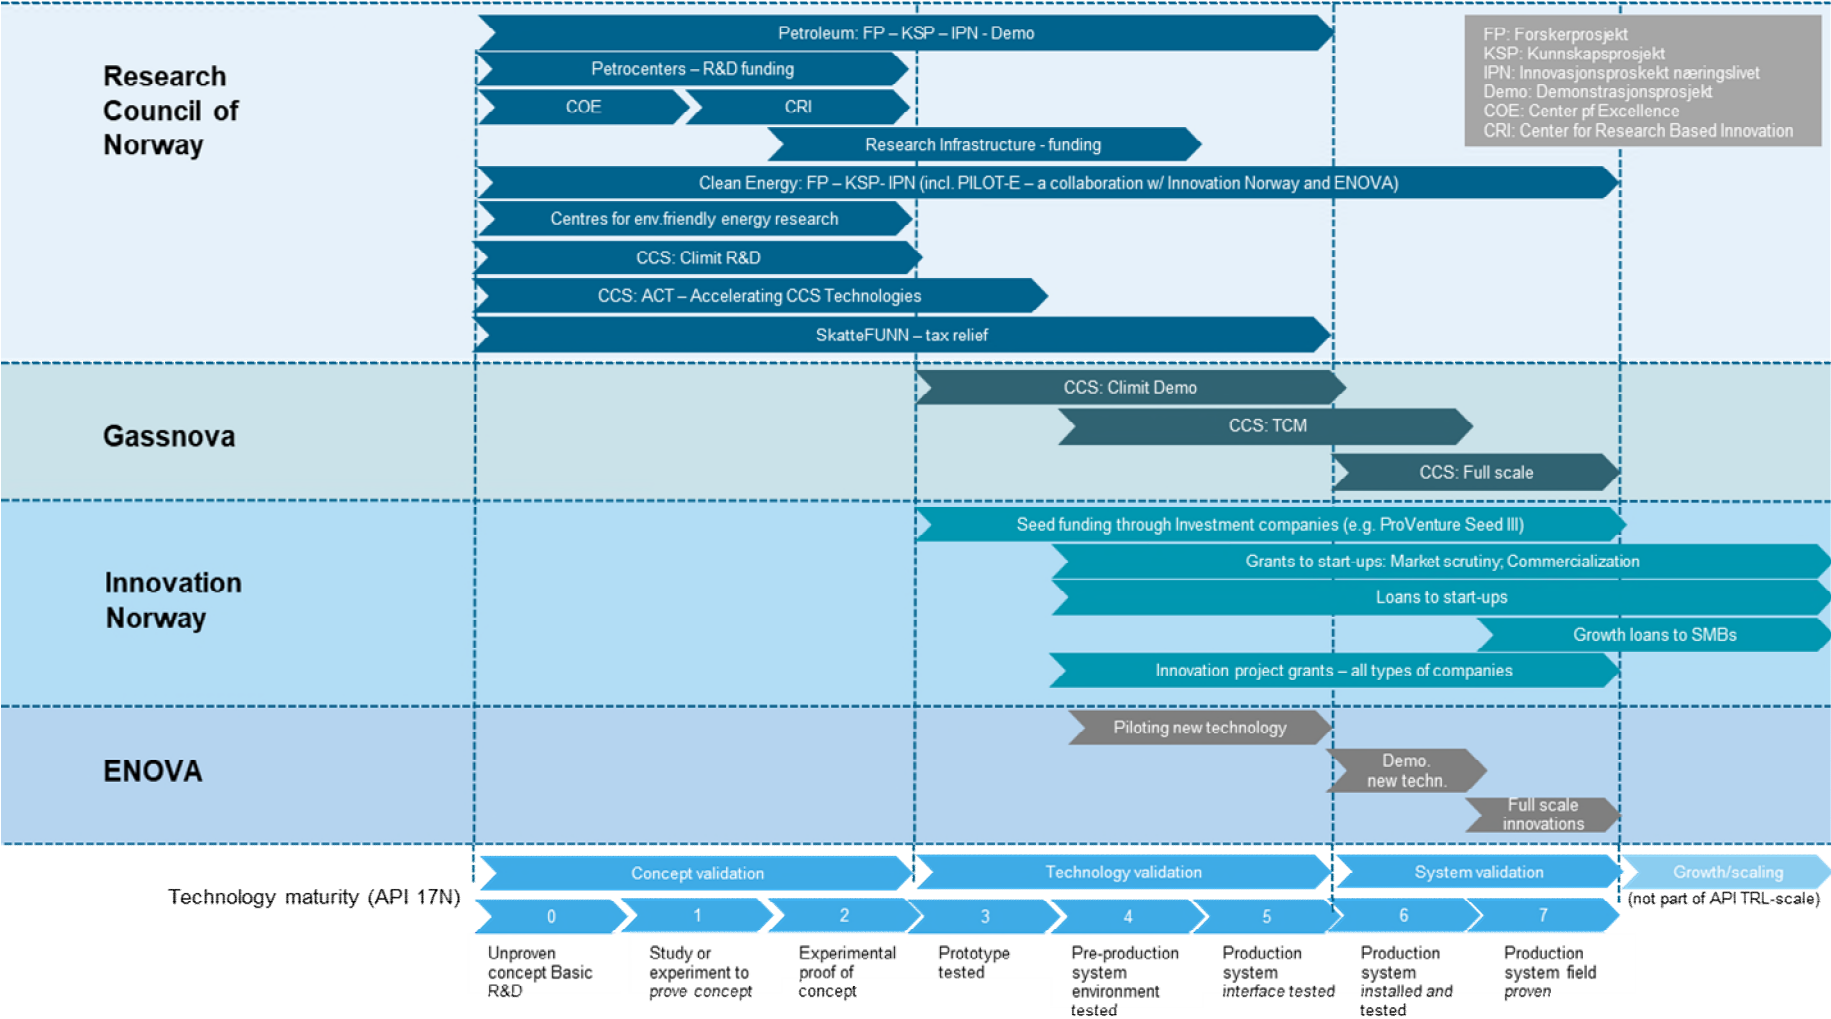 Research
Council of
Norway
Petroleum: FP – KSP – IPN - Demo
Petrocenters – R&D funding
COE
CRI
Research Infrastructure - funding
Clean Energy: FP – KSP- IPN (incl. PILOT-E – a collaboration w/ Innovation Norway and ENOVA)
Centres for env.friendly energy research
CCS: Climit R&D
CCS: ACT – Accelerating CCS Technologies
SkatteFUNN – tax relief
FP: Forskerprosjekt
KSP: Kunnskapsprosjekt
IPN: Innovasjonsproskekt næringslivet
Demo: Demonstrasjonsprosjekt
COE: Center pf Excellence
CRI: Center for Research Based Innovation
Gassnova
CCS: Climit Demo
CCS: TCM
CCS: Full scale
Innovation
Norway
Seed funding through Investment companies (e.g. ProVenture Seed III)
Grants to start-ups: Market scrutiny; Commercialization
Loans to start-ups
Growth loans to SMBs
Innovation project grants – all types of companies
ENOVA
Piloting new technology
Demo.
new techn.
Full scale
innovations
Technology maturity (API 17N)
Concept validation
Technology validation
System validation
Growth/scaling
(not part of API TRL-scale)
0
1
2
3
4
5
6
7
Unproven
concept Basic
R&D
Study or
experiment to
prove concept
Experimental
proof of
concept
Prototype
tested
Pre-production
system
environment
tested
Production
system
interface tested
Production
system
installed and
tested
Production
system field
proven